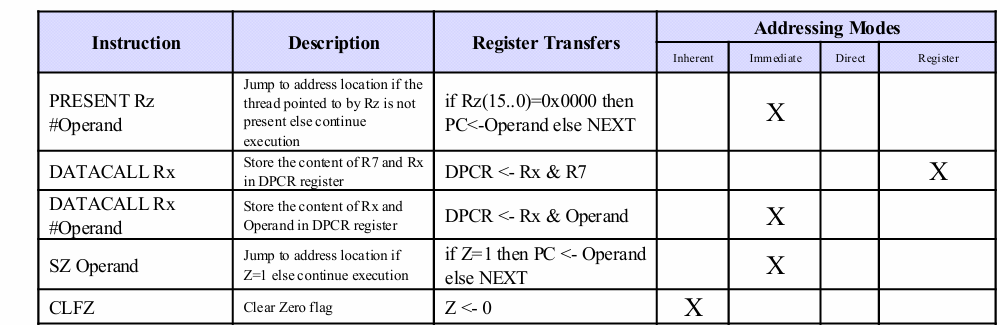 Instruction Description Register Transfers Addressing Modes
Inherent Immediate Direct Register
PRESENT Rz
#Operand
Jump to address location if the
thread pointed to by Rz is not
present else continue
execution
if Rz(15..0)=0x0000 then
PC<-Operand else NEXT
X
DATACALL Rx
Store the content of R7 and Rx
in DPCR register
DPCR <- Rx & R7
X
DATACALL Rx
#Operand
Store the content of Rx and
Operand in DPCR register
DPCR <- Rx & Operand
X
SZ Operand
Jump to address location if
Z=1 else continue execution
if Z=1 then PC <- Operand
else NEXT
X
CLFZ
Clear Zero flag
Z <- 0
X